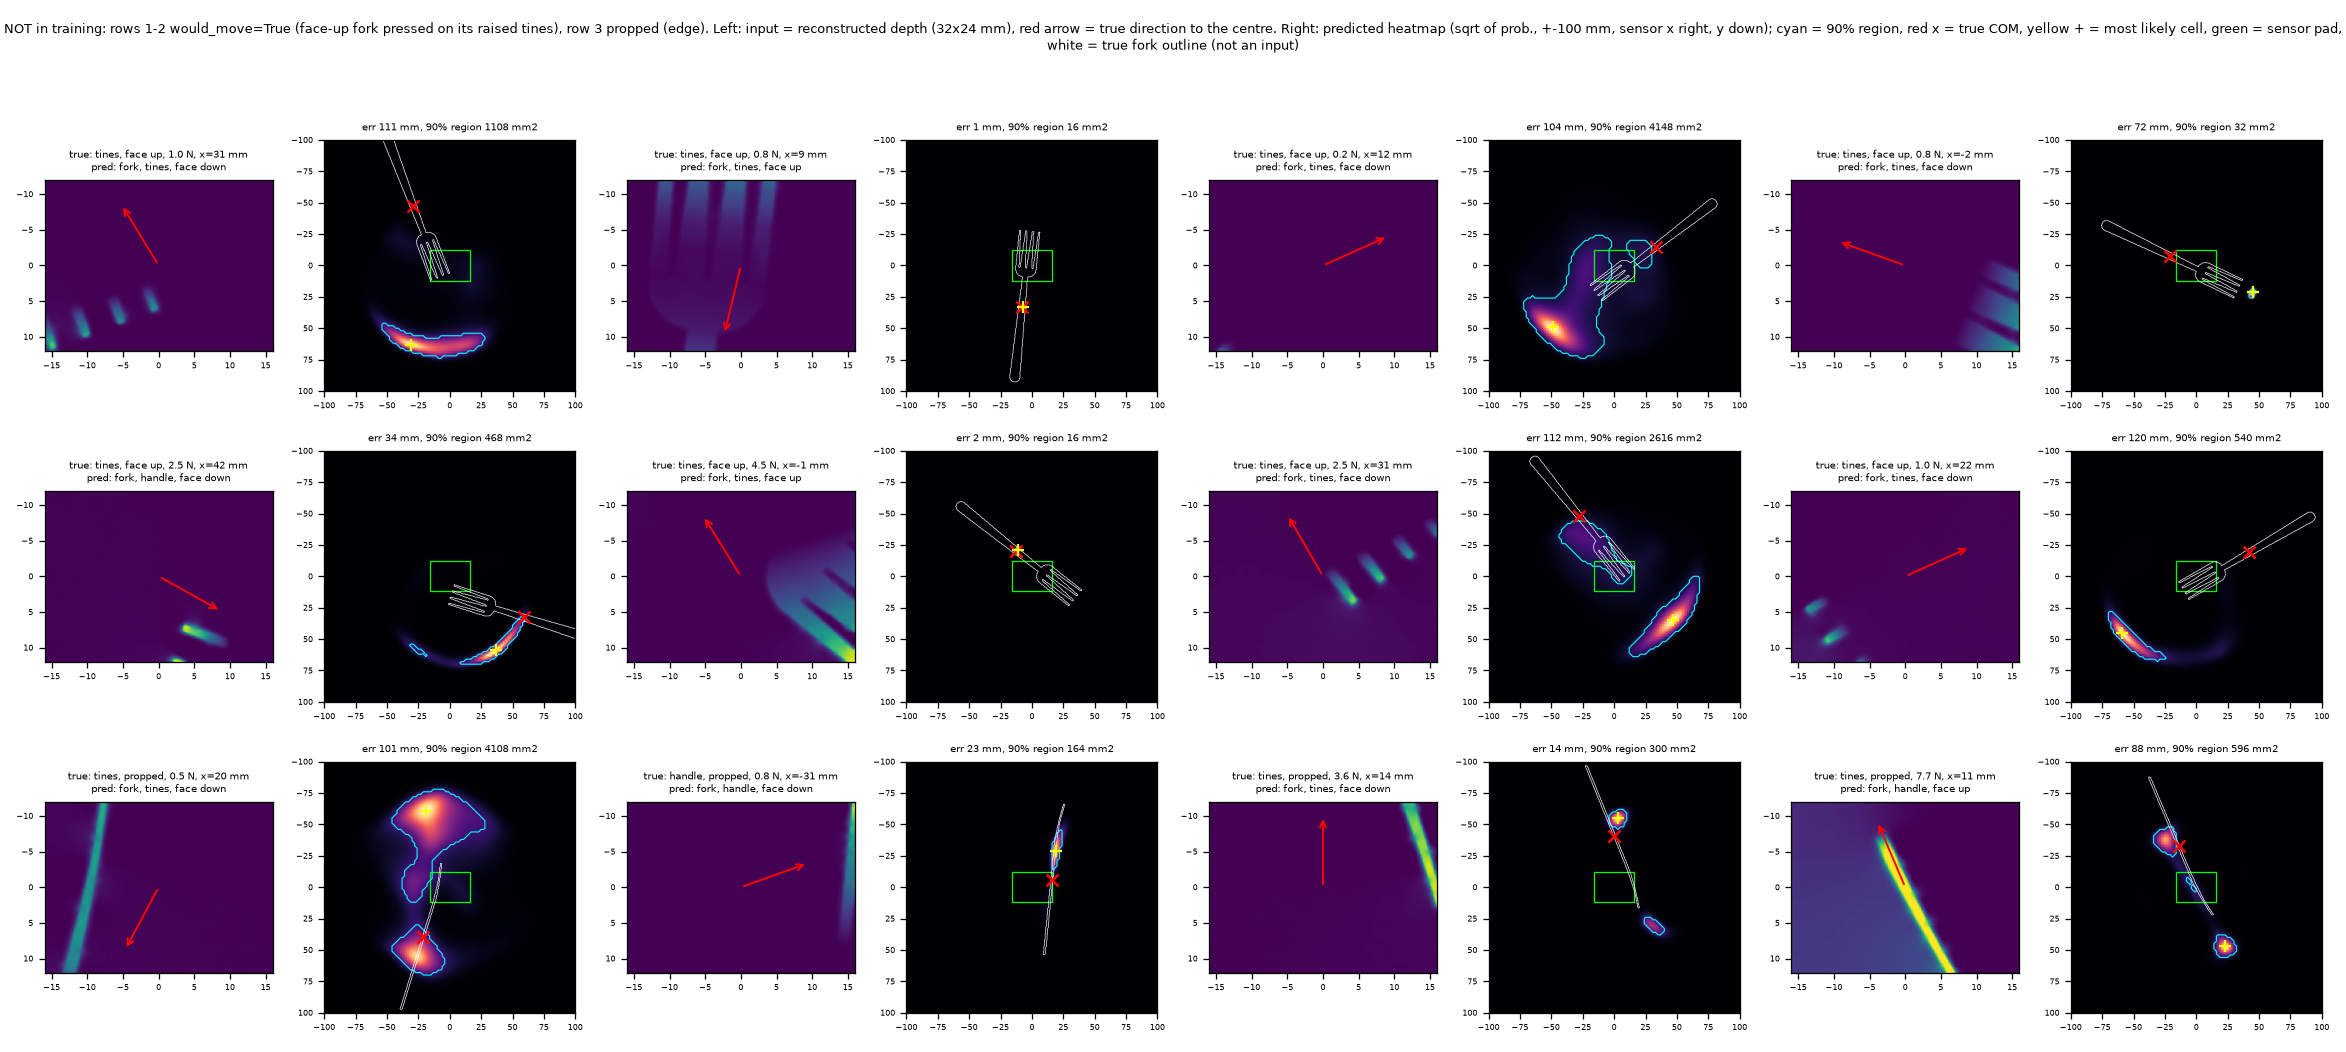 NOT in training: rows 1-2 would_move=True (face-up fork pressed on its raised tines), row 3 propped (edge). Left: input = reconstructed depth (32x24 mm), red arrow = true direction to the centre. Right: predicted heatmap (sqrt of prob., +-100 mm, sensor x right, y down); cyan = 90% region, red x = true COM, yellow + = most likely cell, green = sensor pad,
white = true fork outline (not an input)
true: tines, face up, 1.0 N, x=31 mm
pred: fork, tines, face down
err 111 mm, 90% region 1108 mm2
true: tines, face up, 0.8 N, x=9 mm
pred: fork, tines, face up
err 1 mm, 90% region 16 mm2
true: tines, face up, 0.2 N, x=12 mm
pred: fork, tines, face down
err 104 mm, 90% region 4148 mm2
true: tines, face up, 0.8 N, x=-2 mm
pred: fork, tines, face down
err 72 mm, 90% region 32 mm2
true: tines, face up, 2.5 N, x=42 mm
pred: fork, handle, face down
err 34 mm, 90% region 468 mm2
true: tines, face up, 4.5 N, x=-1 mm
pred: fork, tines, face up
err 2 mm, 90% region 16 mm2
true: tines, face up, 2.5 N, x=31 mm
pred: fork, tines, face down
err 112 mm, 90% region 2616 mm2
true: tines, face up, 1.0 N, x=22 mm
pred: fork, tines, face down
err 120 mm, 90% region 540 mm2
true: tines, propped, 0.5 N, x=20 mm
pred: fork, tines, face down
err 101 mm, 90% region 4108 mm2
true: handle, propped, 0.8 N, x=-31 mm
pred: fork, handle, face down
err 23 mm, 90% region 164 mm2
true: tines, propped, 3.6 N, x=14 mm
pred: fork, tines, face down
err 14 mm, 90% region 300 mm2
true: tines, propped, 7.7 N, x=11 mm
pred: fork, handle, face up
err 88 mm, 90% region 596 mm2